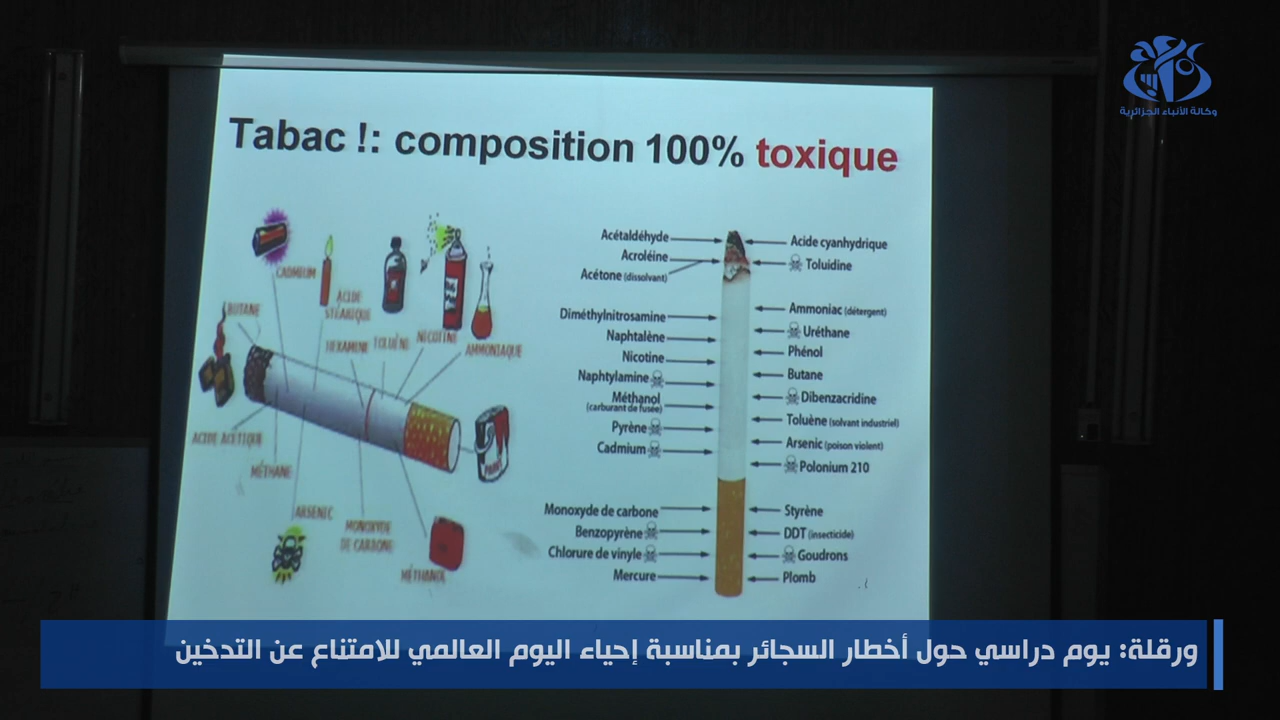 وكالة الأنباء الجزائرية
Tabac !: composition 100% toxique
CADMIUM
BUTANE
ACIDE
STÉARIQUE
HEXAMINE
TOLUÈNE
NICOTINE
AMMONIAQUE
ACIDE ACETIQUE
MÉTHANE
ARSENIC
MONOXYDE
DE CARBONE
MÉTHANOL
PAINT
Acétaldéhyde
Acroléine
Acétone (dissolvant)
Diméthylnitrosamine
Naphtalène
Nicotine
Naphtylamine
Méthanol
(carburant de fusée)
Pyrène
Cadmium
Monoxyde de carbone
Benzopyrène
Chlorure de vinyle
Mercure
Acide cyanhydrique
Toluidine
Ammoniac (détergent)
Uréthane
Phénol
Butane
Dibenzacridine
Toluène (solvant industriel)
Arsenic (poison violent)
Polonium 210
Styrène
DDT (insecticide)
Goudrons
Plomb
ورقلة: يوم دراسي حول أخطار السجائر بمناسبة إحياء اليوم العالمي للامتناع عن التدخين